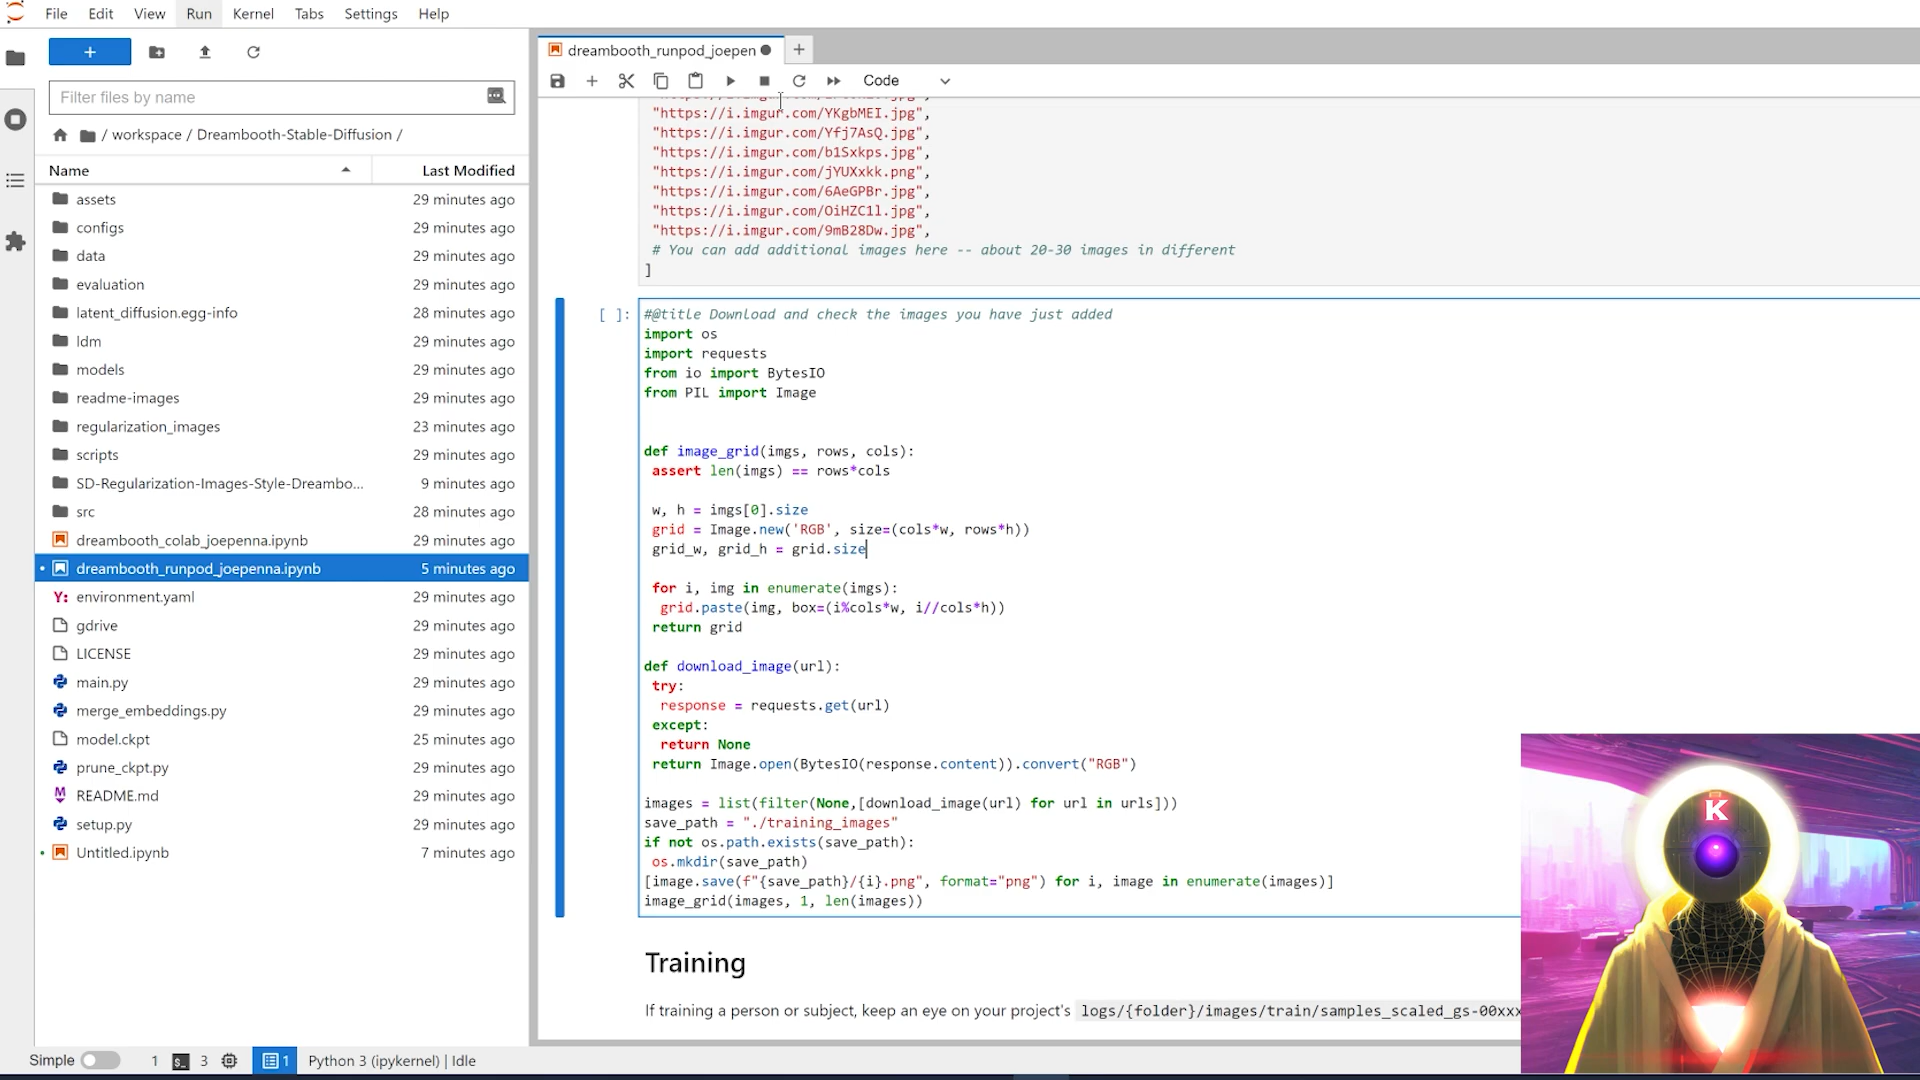 File Edit View Run Kernel Tabs Settings Help
+
dreambooth_runpod_joepen
+
Filter files by name
Code
/ workspace / Dreambooth-Stable-Diffusion /
Name Last Modified
assets 29 minutes ago
configs 29 minutes ago
data 29 minutes ago
evaluation 29 minutes ago
latent_diffusion.egg-info 28 minutes ago
ldm 29 minutes ago
models 29 minutes ago
readme-images 29 minutes ago
regularization_images 23 minutes ago
scripts 29 minutes ago
SD-Regularization-Images-Style-Dreambo... 9 minutes ago
src 28 minutes ago
dreambooth_colab_joepenna.ipynb 29 minutes ago
dreambooth_runpod_joepenna.ipynb 5 minutes ago
Y: environment.yaml 29 minutes ago
gdrive 29 minutes ago
LICENSE 29 minutes ago
main.py 29 minutes ago
merge_embeddings.py 29 minutes ago
model.ckpt 25 minutes ago
prune_ckpt.py 29 minutes ago
README.md 29 minutes ago
setup.py 29 minutes ago
Untitled.ipynb 7 minutes ago
"https://i.imgur.com/YKgbMEI.jpg",
"https://i.imgur.com/Yfj7AsQ.jpg",
"https://i.imgur.com/b1Sxkps.jpg",
"https://i.imgur.com/jYUXxkk.png",
"https://i.imgur.com/6AeGPBr.jpg",
"https://i.imgur.com/OiHZC1l.jpg",
"https://i.imgur.com/9mB28Dw.jpg",
# You can add additional images here -- about 20-30 images in different
]
[ ]: #@title Download and check the images you have just added
import os
import requests
from io import BytesIO
from PIL import Image
def image_grid(imgs, rows, cols):
assert len(imgs) == rows*cols
w, h = imgs[0].size
grid = Image.new('RGB', size=(cols*w, rows*h))
grid_w, grid_h = grid.size
for i, img in enumerate(imgs):
grid.paste(img, box=(i%cols*w, i//cols*h))
return grid
def download_image(url):
try:
response = requests.get(url)
except:
return None
return Image.open(BytesIO(response.content)).convert("RGB")
images = list(filter(None,[download_image(url) for url in urls]))
save_path = "./training_images"
if not os.path.exists(save_path):
os.mkdir(save_path)
[image.save(f"{save_path}/{i}.png", format="png") for i, image in enumerate(images)]
image_grid(images, 1, len(images))
Training
If training a person or subject, keep an eye on your project's logs/{folder}/images/train/samples_scaled_gs-00xxx
K
Simple 1 3 1 Python 3 (ipykernel) | Idle